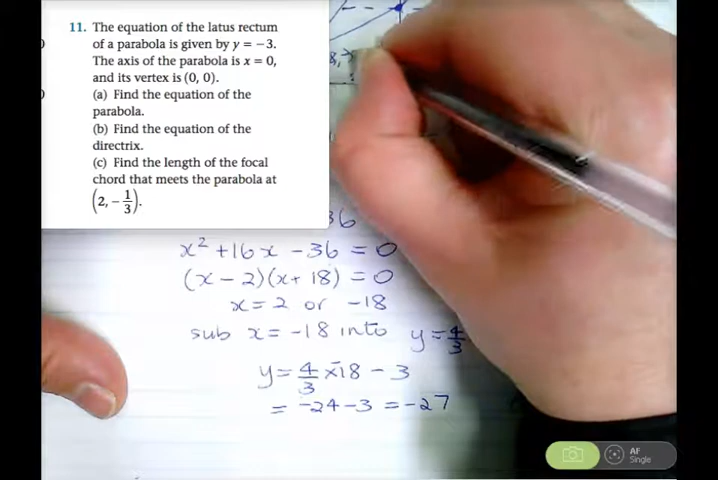 11. The equation of the latus rectum
of a parabola is given by y = −3.
The axis of the parabola is x = 0,
and its vertex is (0, 0).
(a) Find the equation of the
parabola.
(b) Find the equation of the
directrix.
(c) Find the length of the focal
chord that meets the parabola at
(2, −1/3).
36
x² + 16x − 36 = 0
(x − 2)(x + 18) = 0
x = 2 or −18
sub x = −18 into y = 4/3
y = 4/3 × −18 − 3
= −24 − 3 = −27
AF
Single